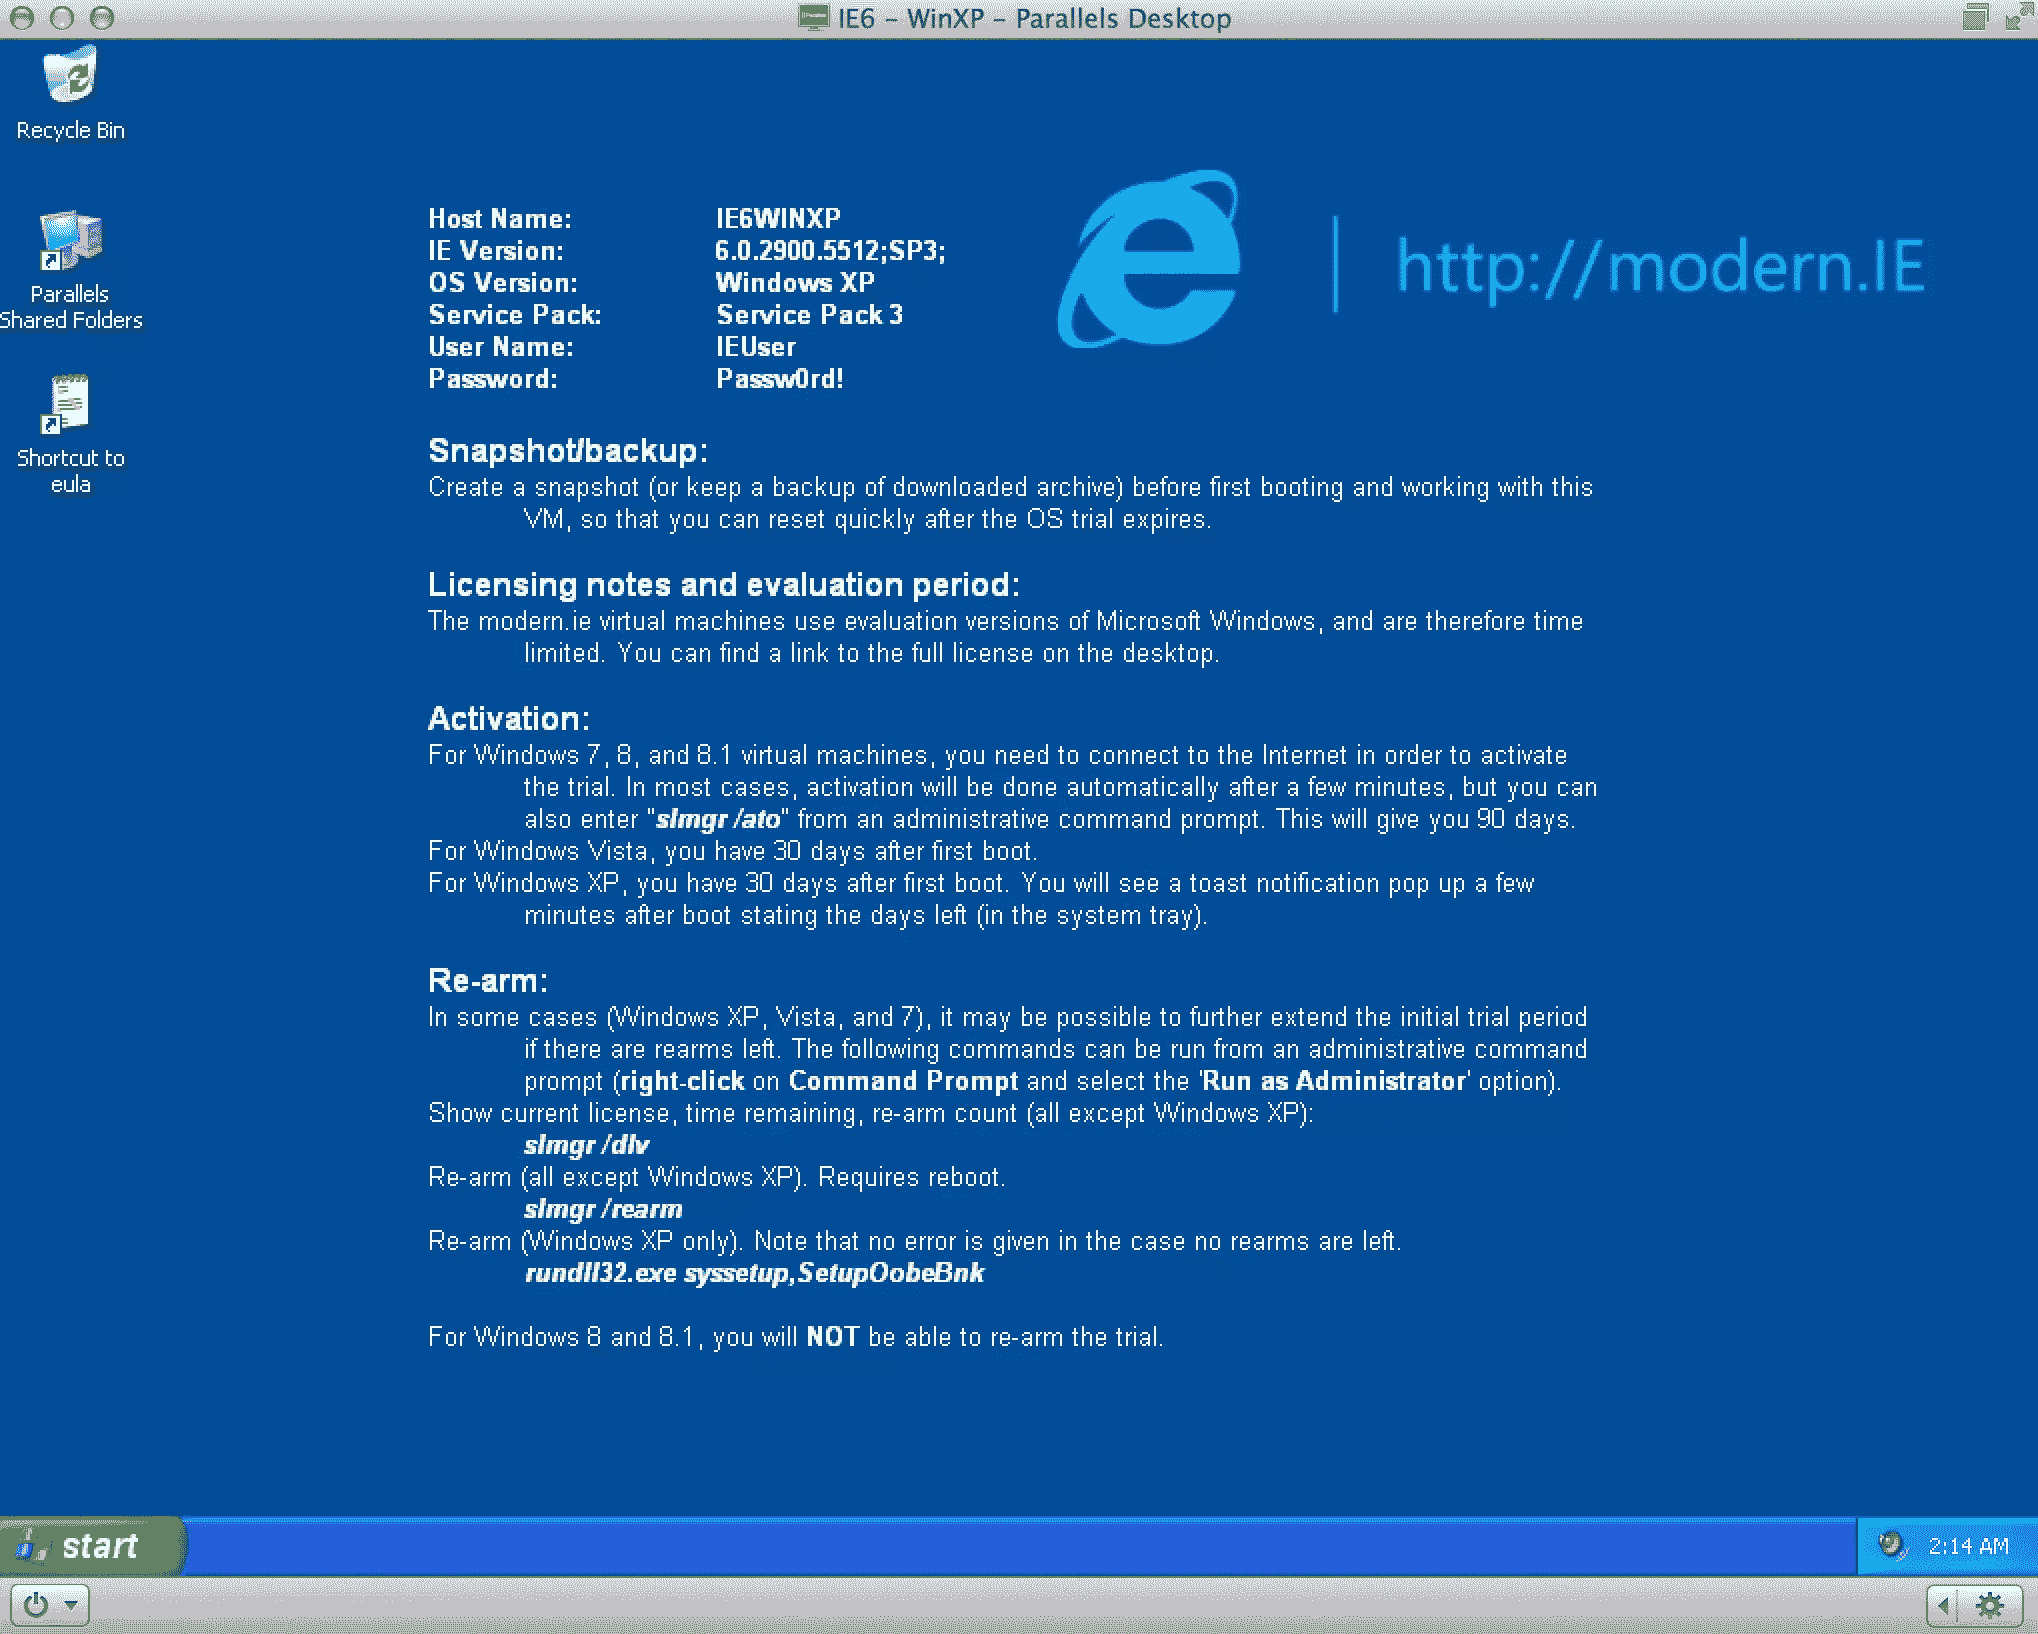 IE6 - WinXP - Parallels Desktop
Recycle Bin
Parallels
Shared Folders
Shortcut to
eula
Host Name: IE6WINXP
IE Version: 6.0.2900.5512;SP3;
OS Version: Windows XP
Service Pack: Service Pack 3
User Name: IEUser
Password: Passw0rd!
http://modern.IE
Snapshot/backup:
Create a snapshot (or keep a backup of downloaded archive) before first booting and working with this
VM, so that you can reset quickly after the OS trial expires.
Licensing notes and evaluation period:
The modern.ie virtual machines use evaluation versions of Microsoft Windows, and are therefore time
limited. You can find a link to the full license on the desktop.
Activation:
For Windows 7, 8, and 8.1 virtual machines, you need to connect to the Internet in order to activate
the trial. In most cases, activation will be done automatically after a few minutes, but you can
also enter "slmgr /ato" from an administrative command prompt. This will give you 90 days.
For Windows Vista, you have 30 days after first boot.
For Windows XP, you have 30 days after first boot. You will see a toast notification pop up a few
minutes after boot stating the days left (in the system tray).
Re-arm:
In some cases (Windows XP, Vista, and 7), it may be possible to further extend the initial trial period
if there are rearms left. The following commands can be run from an administrative command
prompt (right-click on Command Prompt and select the 'Run as Administrator' option).
Show current license, time remaining, re-arm count (all except Windows XP):
slmgr /dlv
Re-arm (all except Windows XP). Requires reboot.
slmgr /rearm
Re-arm (Windows XP only). Note that no error is given in the case no rearms are left.
rundll32.exe syssetup,SetupOobeBnk
For Windows 8 and 8.1, you will NOT be able to re-arm the trial.
start
2:14 AM